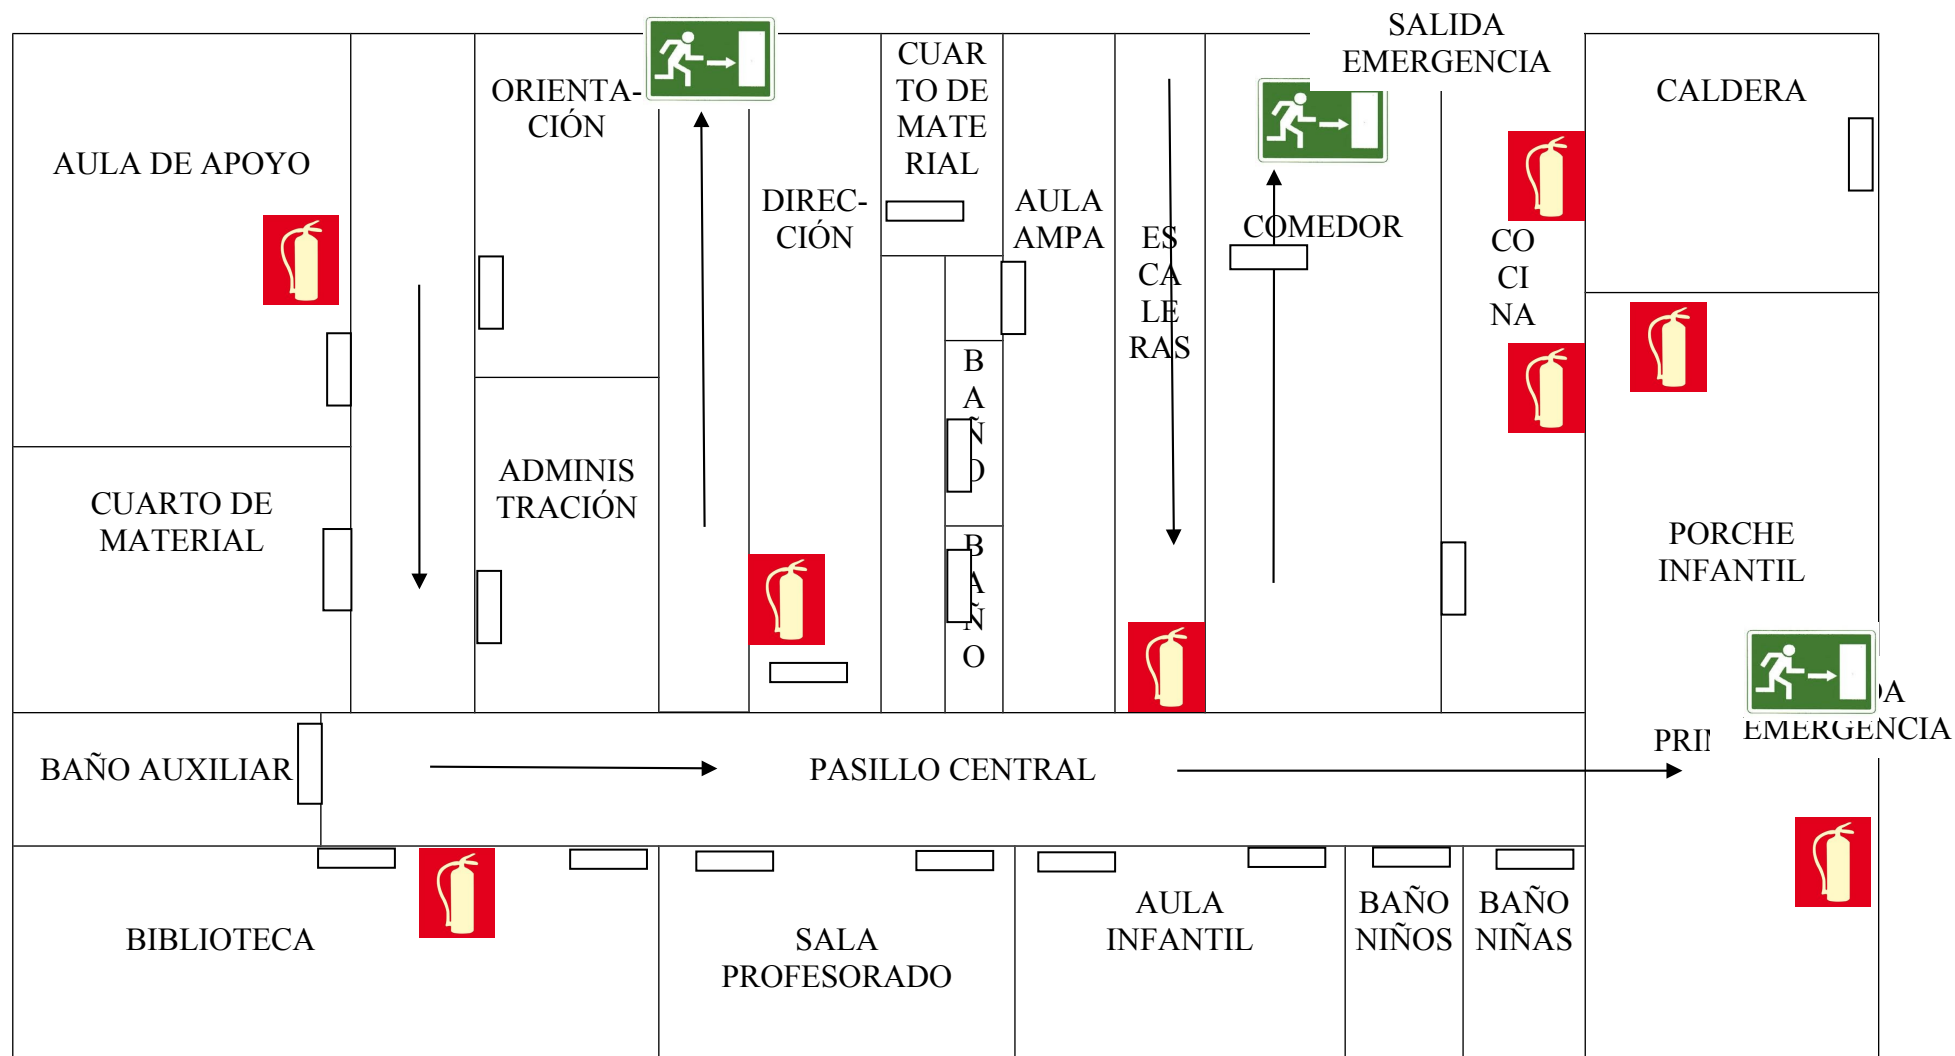 SALIDA
EMERGENCIA
AULA DE APOYO
ORIENTA-
CIÓN
DIREC-
CIÓN
CUAR
TO DE
MATE
RIAL
AULA
AMPA
ES
CA
LE
RAS
COMEDOR
CO
CI
NA
CALDERA
CUARTO DE
MATERIAL
ADMINIS
TRACIÓN
B
A
Ñ
O
B
A
Ñ
O
PORCHE
INFANTIL
EMERGENCIA
BAÑO AUXILIAR
PASILLO CENTRAL
BIBLIOTECA
SALA
PROFESORADO
AULA
INFANTIL
BAÑO
NIÑOS
BAÑO
NIÑAS